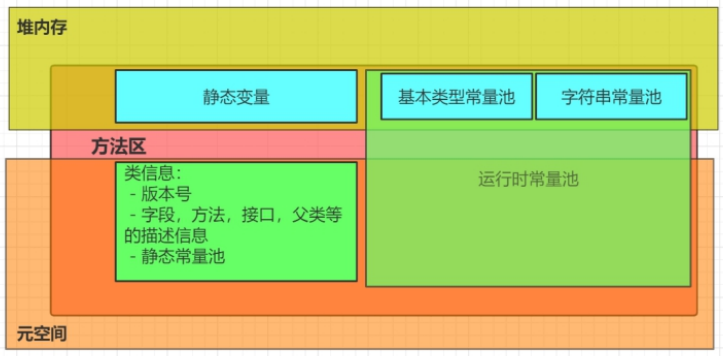 堆内存
静态变量
基本类型常量池
字符串常量池
方法区
类信息：
- 版本号
- 字段，方法，接口，父类等
的描述信息
- 静态常量池
运行时常量池
元空间